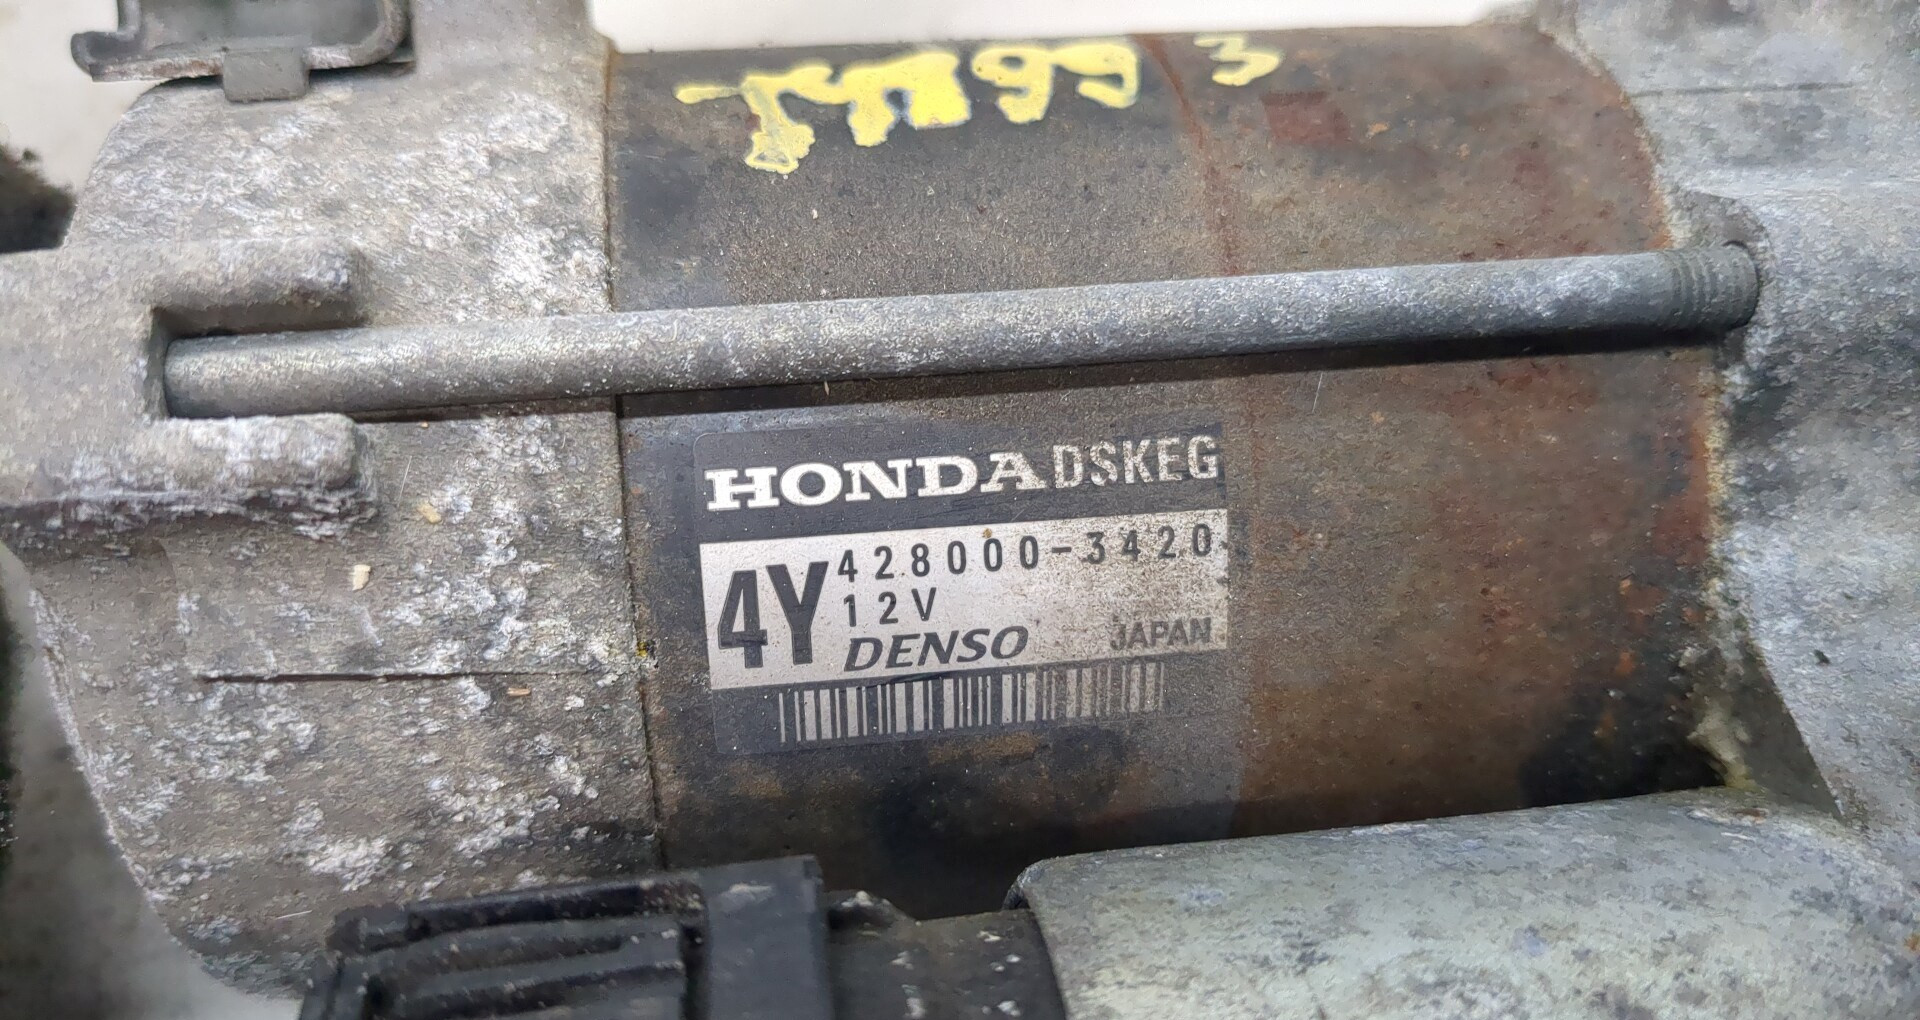 HONDA DSKEG
4Y 428000-3420
12V
DENSO JAPAN